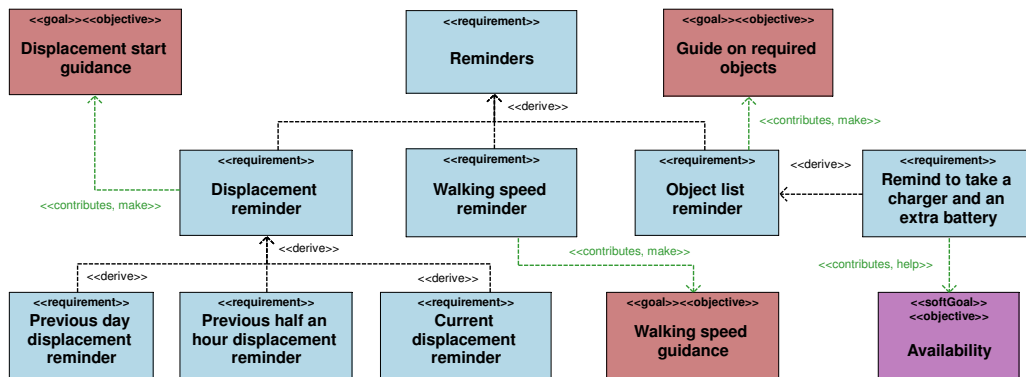 <<goal>><<objective>>
Displacement start
guidance
<<requirement>>
Reminders
<<goal>><<objective>>
Guide on required
objects
<<derive>>
<<contributes, make>>
<<requirement>>
Displacement
reminder
<<requirement>>
Walking speed
reminder
<<requirement>>
Object list
reminder
<<derive>>
<<requirement>>
Remind to take a
charger and an
extra battery
<<contributes, make>>
<<derive>>
<<derive>>
<<derive>>
<<contributes, make>>
<<contributes, help>>
<<requirement>>
Previous day
displacement
reminder
<<requirement>>
Previous half an
hour displacement
reminder
<<requirement>>
Current
displacement
reminder
<<goal>><<objective>>
Walking speed
guidance
<<softGoal>>
<<objective>>
Availability